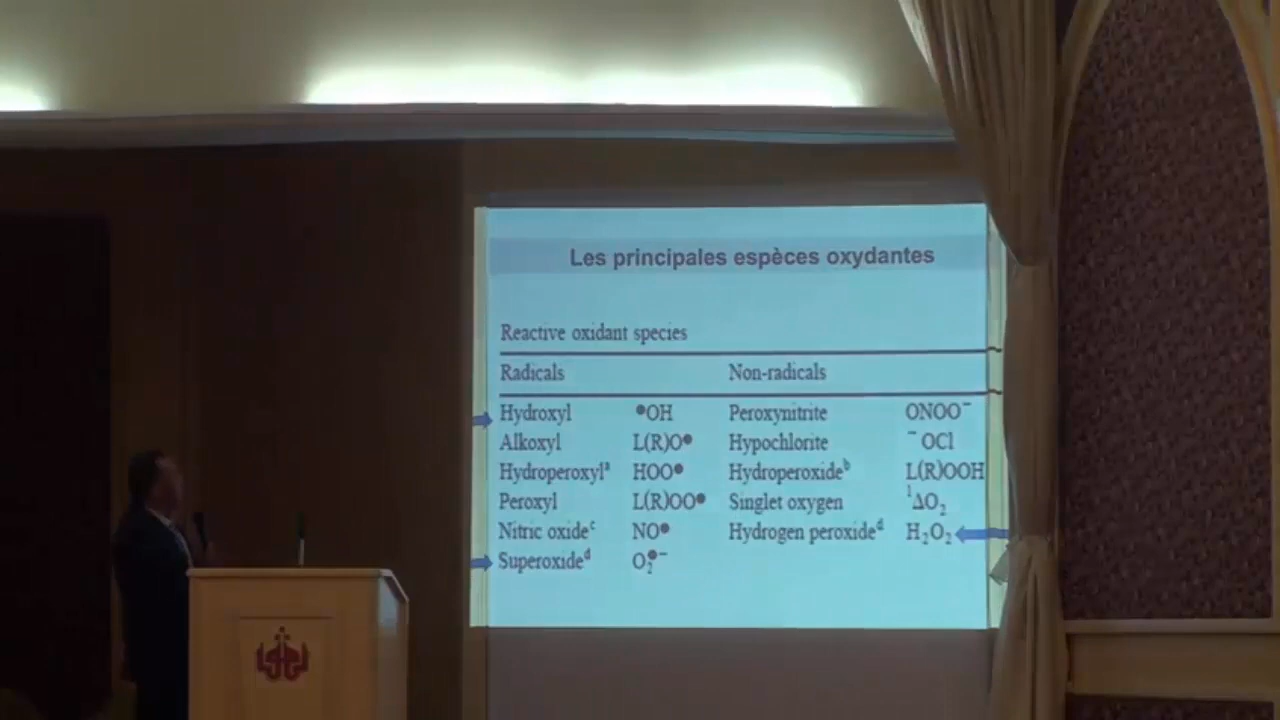 Les principales espèces oxydantes
Reactive oxidant species
Radicals Non-radicals
Hydroxyl ●OH Peroxynitrite ONOO⁻
Alkoxyl L(R)O● Hypochlorite ⁻OCl
Hydroperoxylᵃ HOO● Hydroperoxideᵇ L(R)OOH
Peroxyl L(R)OO● Singlet oxygen ¹ΔO₂
Nitric oxideᶜ NO● Hydrogen peroxideᵈ H₂O₂
Superoxideᵈ O₂●⁻